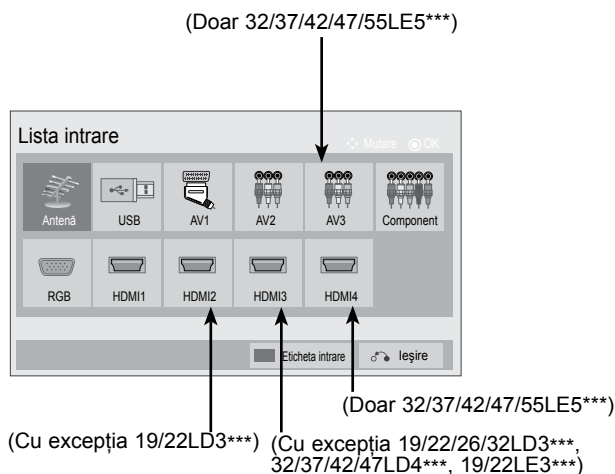 (Doar 32/37/42/47/55LE5***)
Lista intrare
Mutare OK
Antenă USB AV1 AV2 AV3 Component
RGB HDMI1 HDMI2 HDMI3 HDMI4
Eticheta intrare Ieşire
(Doar 32/37/42/47/55LE5***)
(Cu excepţia 19/22LD3***) (Cu excepţia 19/22/26/32LD3***,
32/37/42/47LD4***, 19/22LE3***)